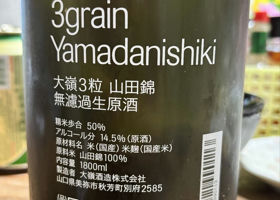 3grain
Yamadanishiki
大嶺3粒 山田錦
無濾過生原酒
精米歩合 50%
アルコール分 14.5%(原酒)
原材料名 米(国産) 米麹(国産米)
原料米 山田錦100%
内容量 1800ml
製造者 大嶺酒造株式会社
山口県美祢市秋芳町別府2585